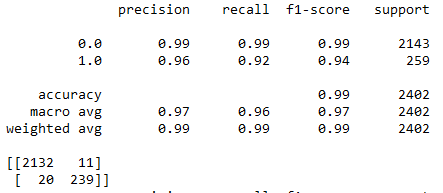 precision recall f1-score support
0.0 0.99 0.99 0.99 2143
1.0 0.96 0.92 0.94 259
accuracy 0.99 2402
macro avg 0.97 0.96 0.97 2402
weighted avg 0.99 0.99 0.99 2402
[[2132 11]
[ 20 239]]